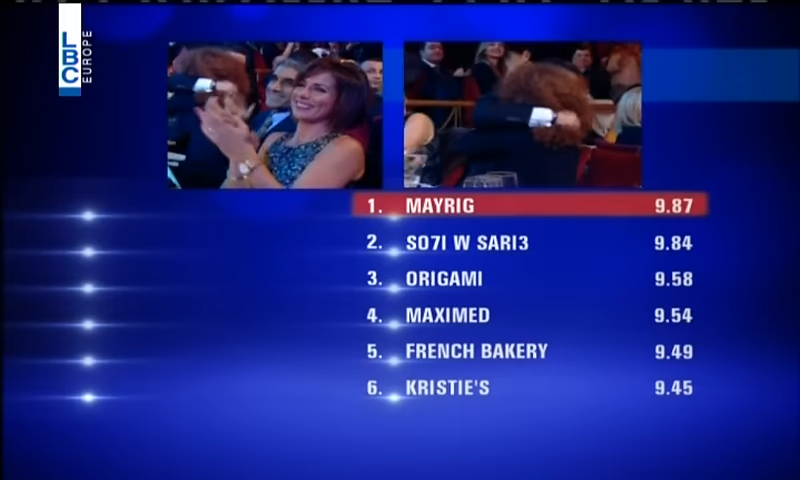 LBC
EUROPE
1. MAYRIG 9.87
2. SO7I W SARI3 9.84
3. ORIGAMI 9.58
4. MAXIMED 9.54
5. FRENCH BAKERY 9.49
6. KRISTIE'S 9.45